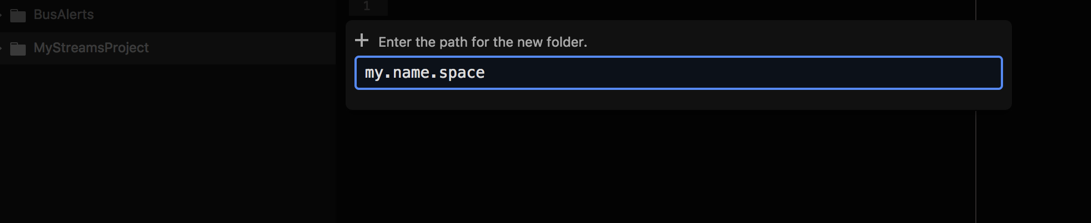 BusAlerts
1
MyStreamsProject
Enter the path for the new folder.
my.name.space